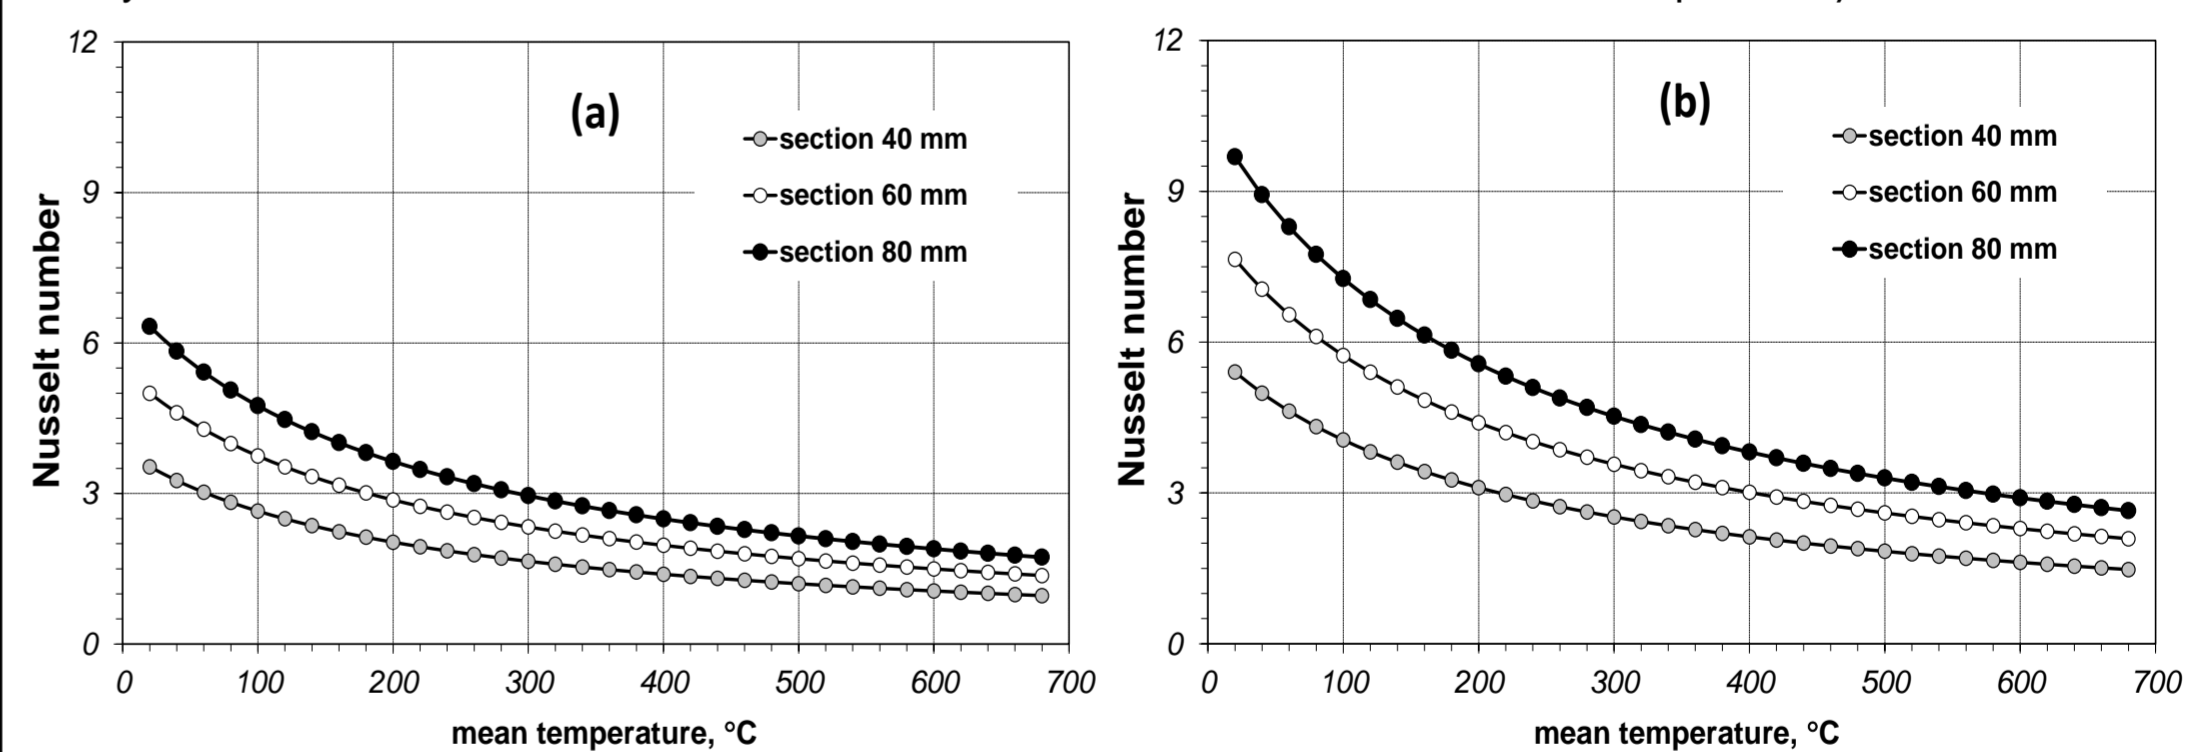 12
9
6
3
0
Nusselt number
(a)
section 40 mm
section 60 mm
section 80 mm
0 100 200 300 400 500 600 700
mean temperature, °C
12
9
6
3
0
Nusselt number
(b)
section 40 mm
section 60 mm
section 80 mm
0 100 200 300 400 500 600 700
mean temperature, °C